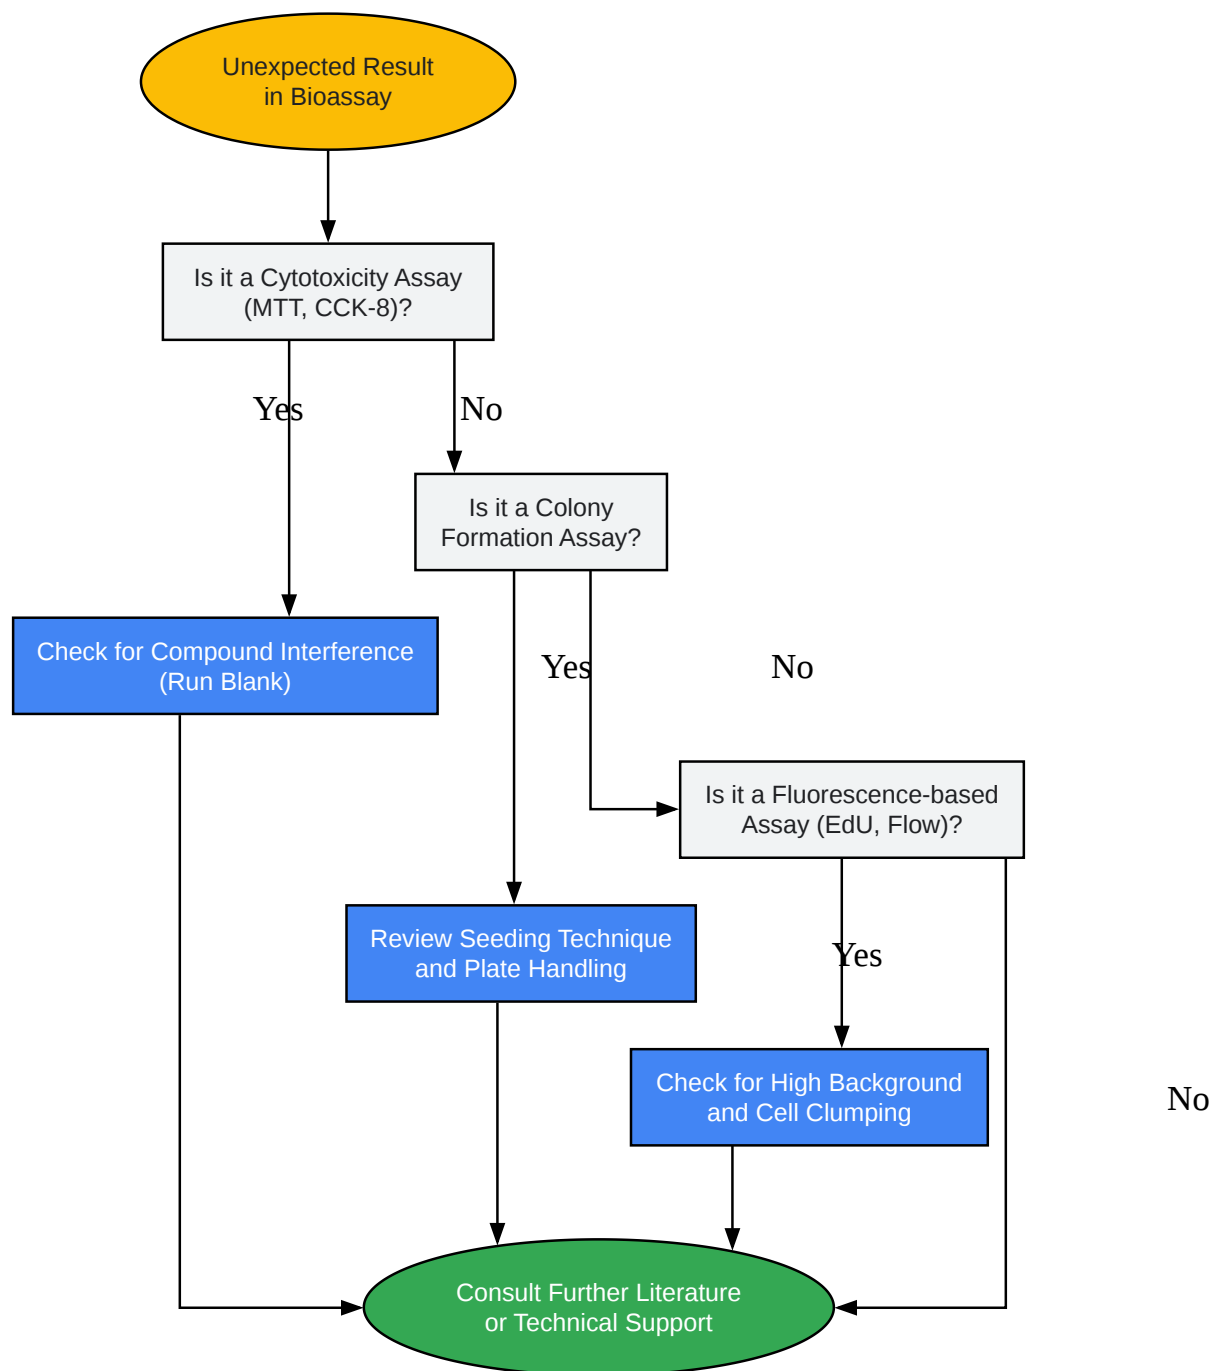 Unexpected Result
in Bioassay
Is it a Cytotoxicity Assay
(MTT, CCK-8)?
Yes
No
Is it a Colony
Formation Assay?
Check for Compound Interference
(Run Blank)
Yes
No
Is it a Fluorescence-based
Assay (EdU, Flow)?
Review Seeding Technique
and Plate Handling
Yes
Check for High Background
and Cell Clumping
No
Consult Further Literature
or Technical Support